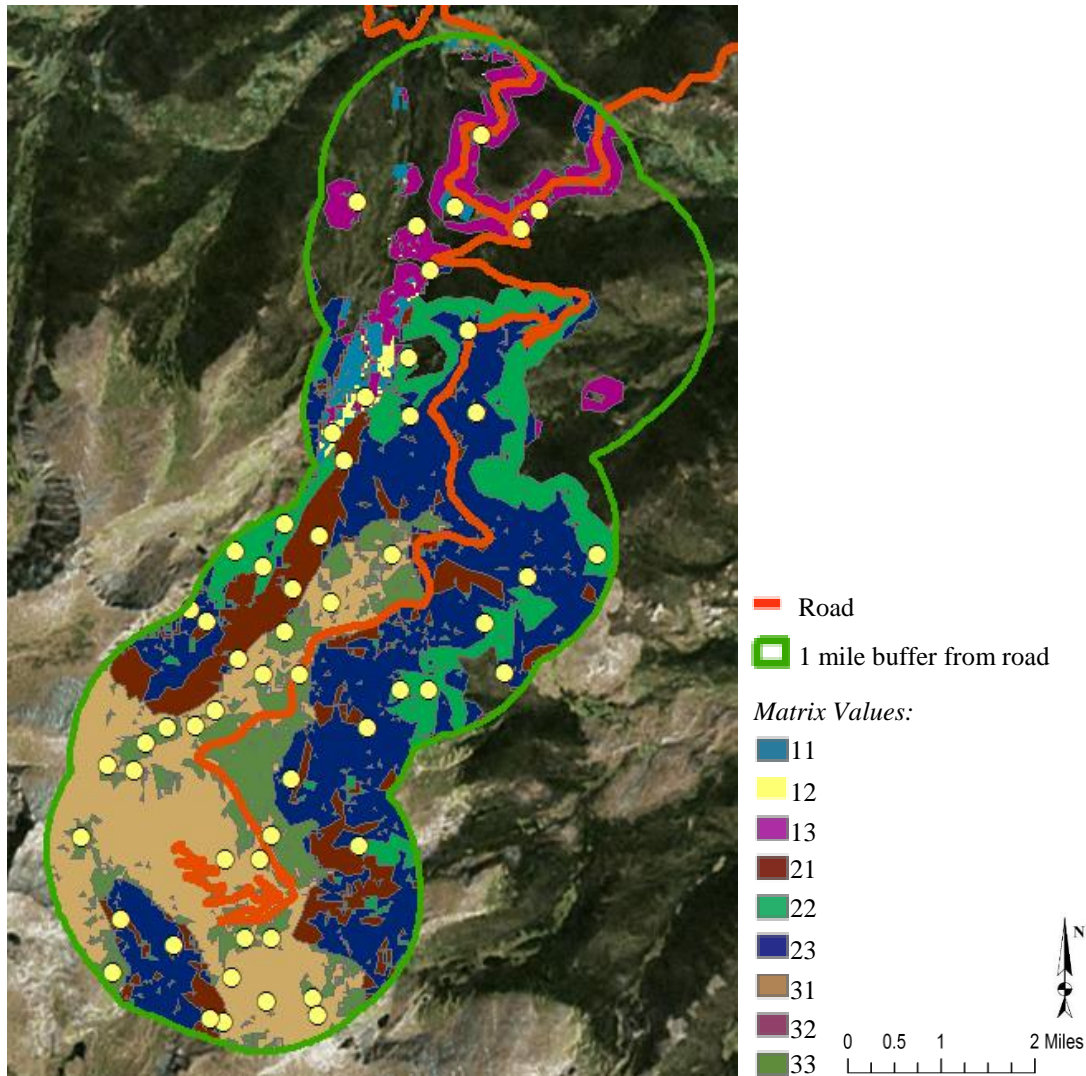 Road
1 mile buffer from road
Matrix Values:
11
12
13
21
22
23
31
32
33
N
0 0.5 1 2 Miles